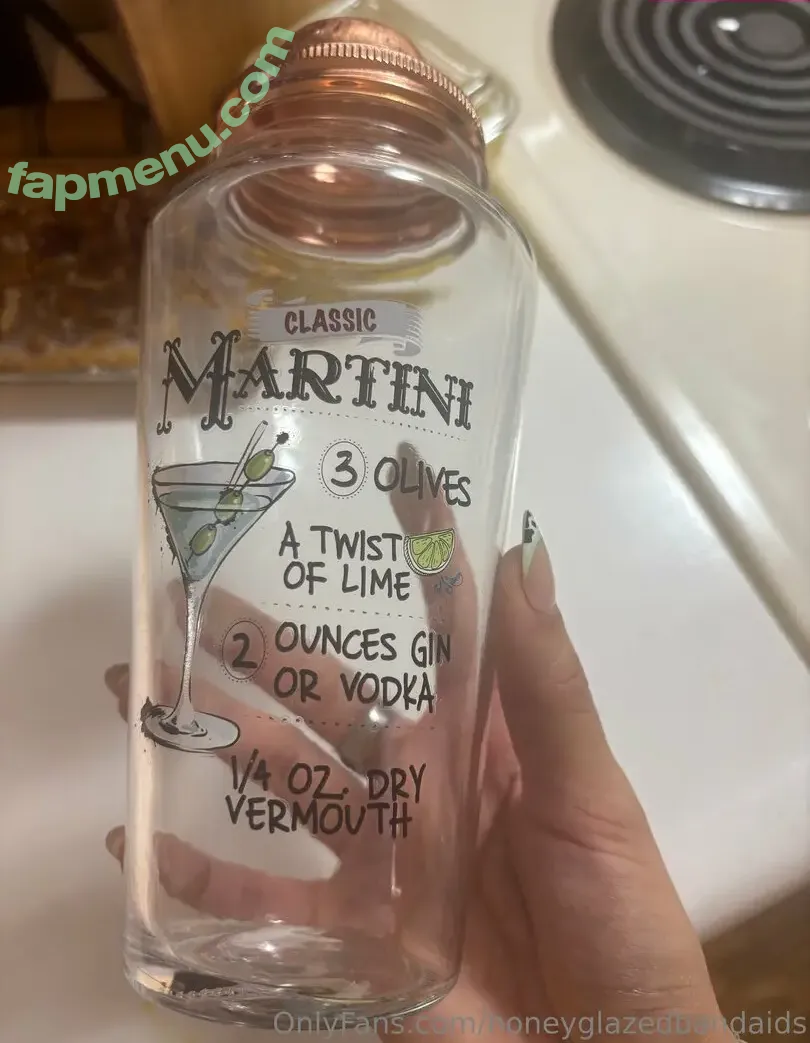 fapmenu.com
CLASSIC
MARTINI
3 OLIVES
A TWIST
OF LIME
2 OUNCES GIN
OR VODKA
1/4 OZ. DRY
VERMOUTH
OnlyFans.com/honeyglazedbandaids